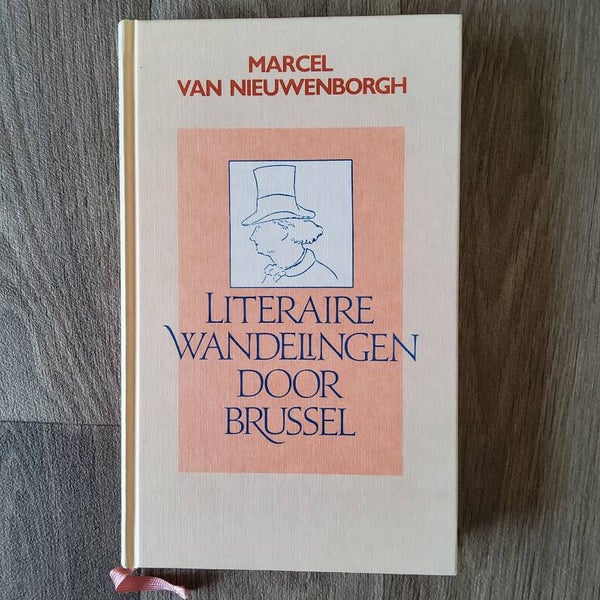 MARCEL
VAN NIEUWENBORGH
LITERAIRE
WANDELINGEN
DOOR
BRUSSEL